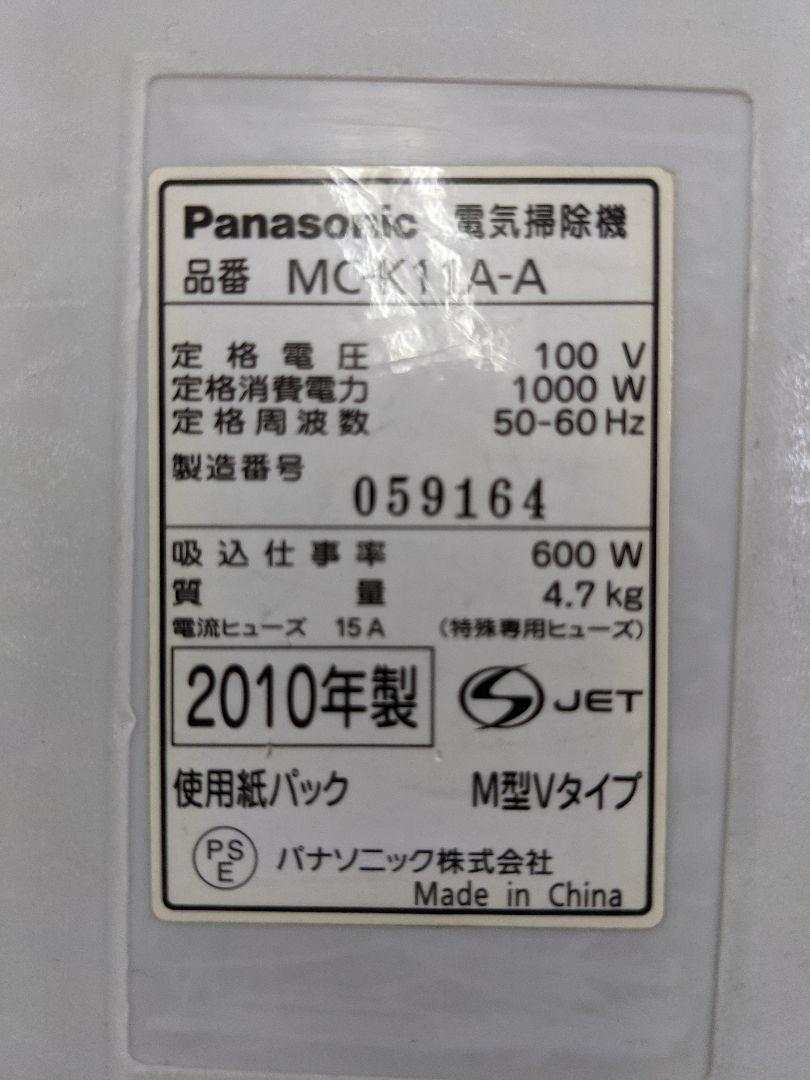 Panasonic 電気掃除機
品番 MC-K11A-A
定格電圧 100 V
定格消費電力 1000 W
定格周波数 50-60 Hz
製造番号 059164
吸込仕事率 600 W
質量 4.7 kg
電流ヒューズ 15A (特殊専用ヒューズ)
2010年製 S JET
使用紙パック M型Vタイプ
PSE パナソニック株式会社
Made in China